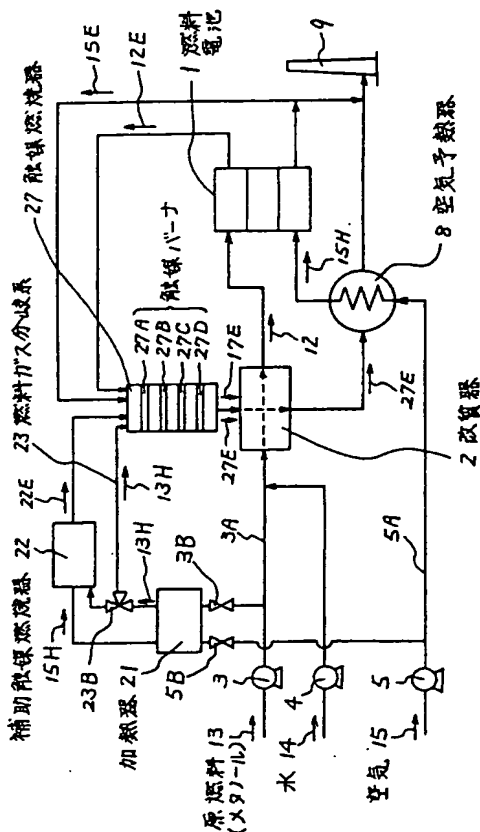 補助触媒燃焼器 22
22E
23 燃料ガス分岐系
27 触媒燃焼器
15E
12E
1 燃料
電池
9
15H
23B
13H
27A
27B
27C
27D
触媒バーナ
加熱器 21
13H
17E
27E
12
15H
8 空気予熱器
5B
3B
3A
2 改質器
27E
3
4
5
5A
原燃料 13
(メタノール)
水 14
空気 15